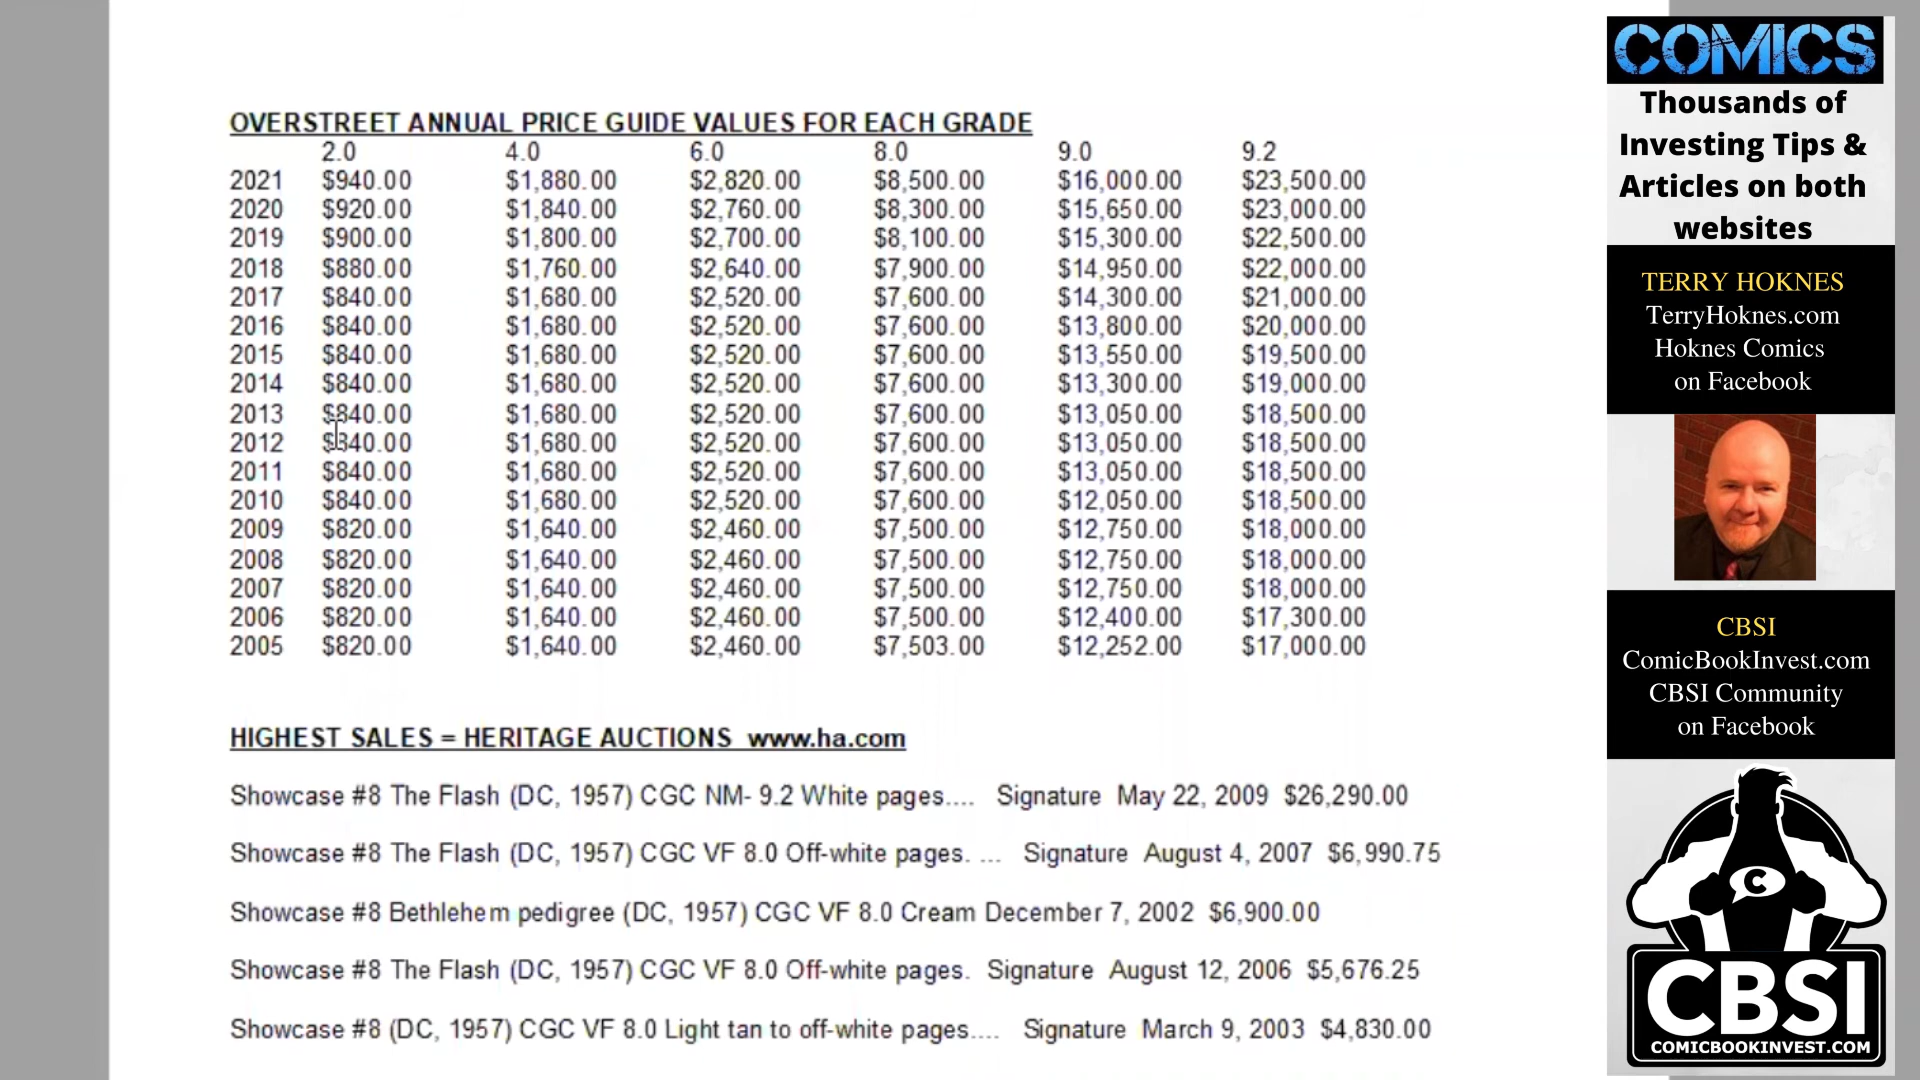 OVERSTREET ANNUAL PRICE GUIDE VALUES FOR EACH GRADE
2.0 4.0 6.0 8.0 9.0 9.2
2021 $940.00 $1,880.00 $2,820.00 $8,500.00 $16,000.00 $23,500.00
2020 $920.00 $1,840.00 $2,760.00 $8,300.00 $15,650.00 $23,000.00
2019 $900.00 $1,800.00 $2,700.00 $8,100.00 $15,300.00 $22,500.00
2018 $880.00 $1,760.00 $2,640.00 $7,900.00 $14,950.00 $22,000.00
2017 $840.00 $1,680.00 $2,520.00 $7,600.00 $14,300.00 $21,000.00
2016 $840.00 $1,680.00 $2,520.00 $7,600.00 $13,800.00 $20,000.00
2015 $840.00 $1,680.00 $2,520.00 $7,600.00 $13,550.00 $19,500.00
2014 $840.00 $1,680.00 $2,520.00 $7,600.00 $13,300.00 $19,000.00
2013 $840.00 $1,680.00 $2,520.00 $7,600.00 $13,050.00 $18,500.00
2012 $840.00 $1,680.00 $2,520.00 $7,600.00 $13,050.00 $18,500.00
2011 $840.00 $1,680.00 $2,520.00 $7,600.00 $13,050.00 $18,500.00
2010 $840.00 $1,680.00 $2,520.00 $7,600.00 $12,050.00 $18,500.00
2009 $820.00 $1,640.00 $2,460.00 $7,500.00 $12,750.00 $18,000.00
2008 $820.00 $1,640.00 $2,460.00 $7,500.00 $12,750.00 $18,000.00
2007 $820.00 $1,640.00 $2,460.00 $7,500.00 $12,750.00 $18,000.00
2006 $820.00 $1,640.00 $2,460.00 $7,500.00 $12,400.00 $17,300.00
2005 $820.00 $1,640.00 $2,460.00 $7,503.00 $12,252.00 $17,000.00
HIGHEST SALES = HERITAGE AUCTIONS www.ha.com
Showcase #8 The Flash (DC, 1957) CGC NM- 9.2 White pages.... Signature May 22, 2009 $26,290.00
Showcase #8 The Flash (DC, 1957) CGC VF 8.0 Off-white pages. ... Signature August 4, 2007 $6,990.75
Showcase #8 Bethlehem pedigree (DC, 1957) CGC VF 8.0 Cream December 7, 2002 $6,900.00
Showcase #8 The Flash (DC, 1957) CGC VF 8.0 Off-white pages. Signature August 12, 2006 $5,676.25
Showcase #8 (DC, 1957) CGC VF 8.0 Light tan to off-white pages.... Signature March 9, 2003 $4,830.00
COMICS
Thousands of
Investing Tips &
Articles on both
websites
TERRY HOKNES
TerryHoknes.com
Hoknes Comics
on Facebook
CBSI
ComicBookInvest.com
CBSI Community
on Facebook
C
CBSI
COMICBOOKINVEST.COM